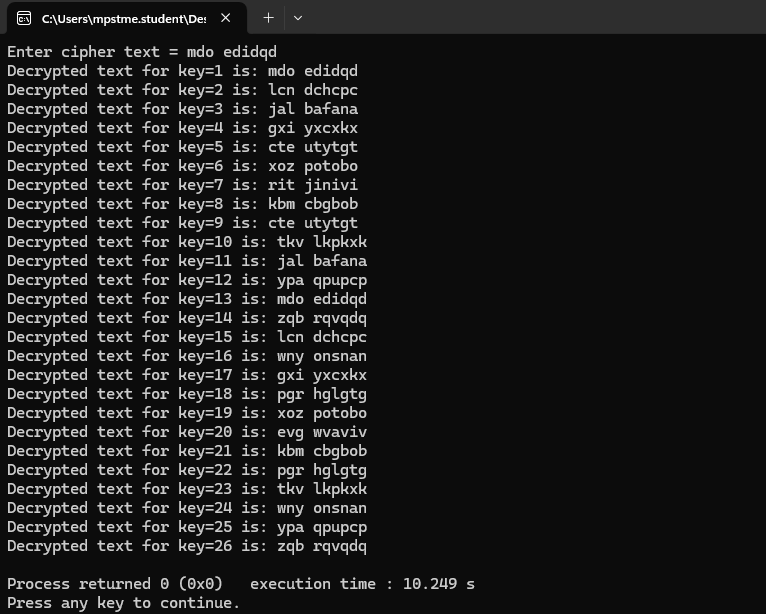 C:\Users\mpstme.student\Des
Enter cipher text = mdo edidqd
Decrypted text for key=1 is: mdo edidqd
Decrypted text for key=2 is: lcn dchcpc
Decrypted text for key=3 is: jal bafana
Decrypted text for key=4 is: gxi yxcxkx
Decrypted text for key=5 is: cte utytgt
Decrypted text for key=6 is: xoz potobo
Decrypted text for key=7 is: rit jinivi
Decrypted text for key=8 is: kbm cbgbob
Decrypted text for key=9 is: cte utytgt
Decrypted text for key=10 is: tkv lkpkxk
Decrypted text for key=11 is: jal bafana
Decrypted text for key=12 is: ypa qpupcp
Decrypted text for key=13 is: mdo edidqd
Decrypted text for key=14 is: zqb rqvqdq
Decrypted text for key=15 is: lcn dchcpc
Decrypted text for key=16 is: wny onsnan
Decrypted text for key=17 is: gxi yxcxkx
Decrypted text for key=18 is: pgr hglgtg
Decrypted text for key=19 is: xoz potobo
Decrypted text for key=20 is: evg wvaviv
Decrypted text for key=21 is: kbm cbgbob
Decrypted text for key=22 is: pgr hglgtg
Decrypted text for key=23 is: tkv lkpkxk
Decrypted text for key=24 is: wny onsnan
Decrypted text for key=25 is: ypa qpupcp
Decrypted text for key=26 is: zqb rqvqdq
Process returned 0 (0x0)   execution time : 10.249 s
Press any key to continue.